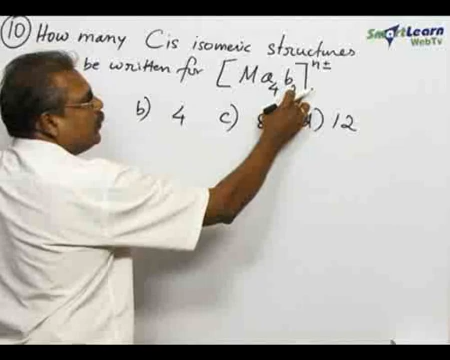 SmartLearn
WebTv
10 How many Cis isomeric structures
be written for [Ma4b2]n±
b) 4 c) 8 d) 12